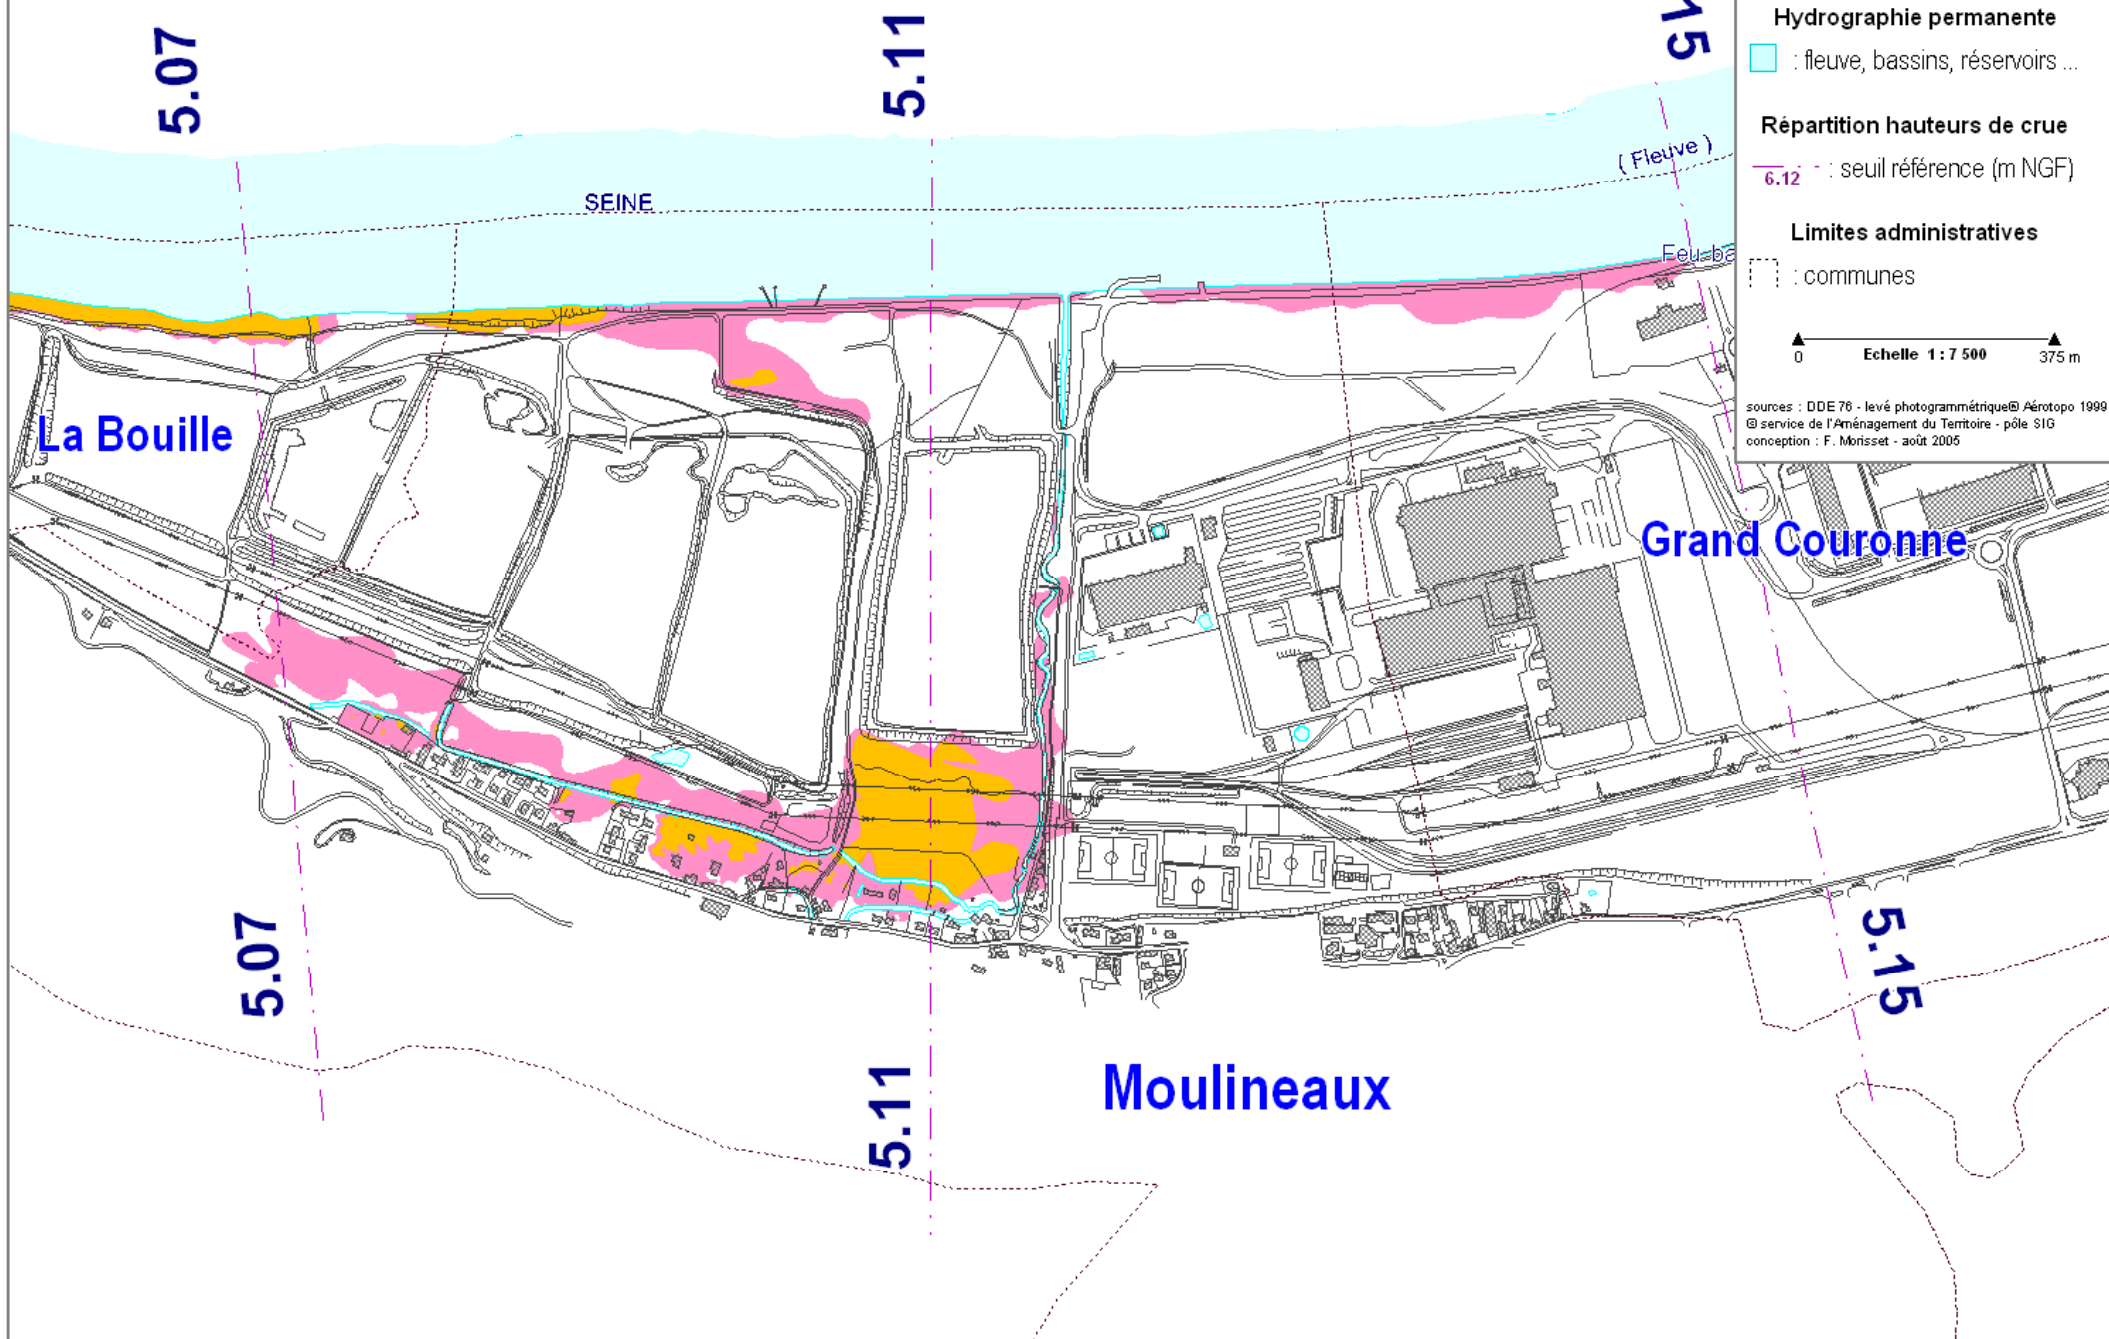 5.07
5.11
15
Hydrographie permanente
: fleuve, bassins, réservoirs ...
Répartition hauteurs de crue
6.12 : seuil référence (m NGF)
Limites administratives
: communes
0 Echelle 1 : 7 500 375 m
sources : DDE 76 - levé photogrammétrique® Aérotopo 1999
© service de l'Aménagement du Territoire - pôle SIG
conception : F. Morisset - août 2005
( Fleuve )
SEINE
Feu ba
La Bouille
Grand Couronne
5.07
5.15
Moulineaux
5.11